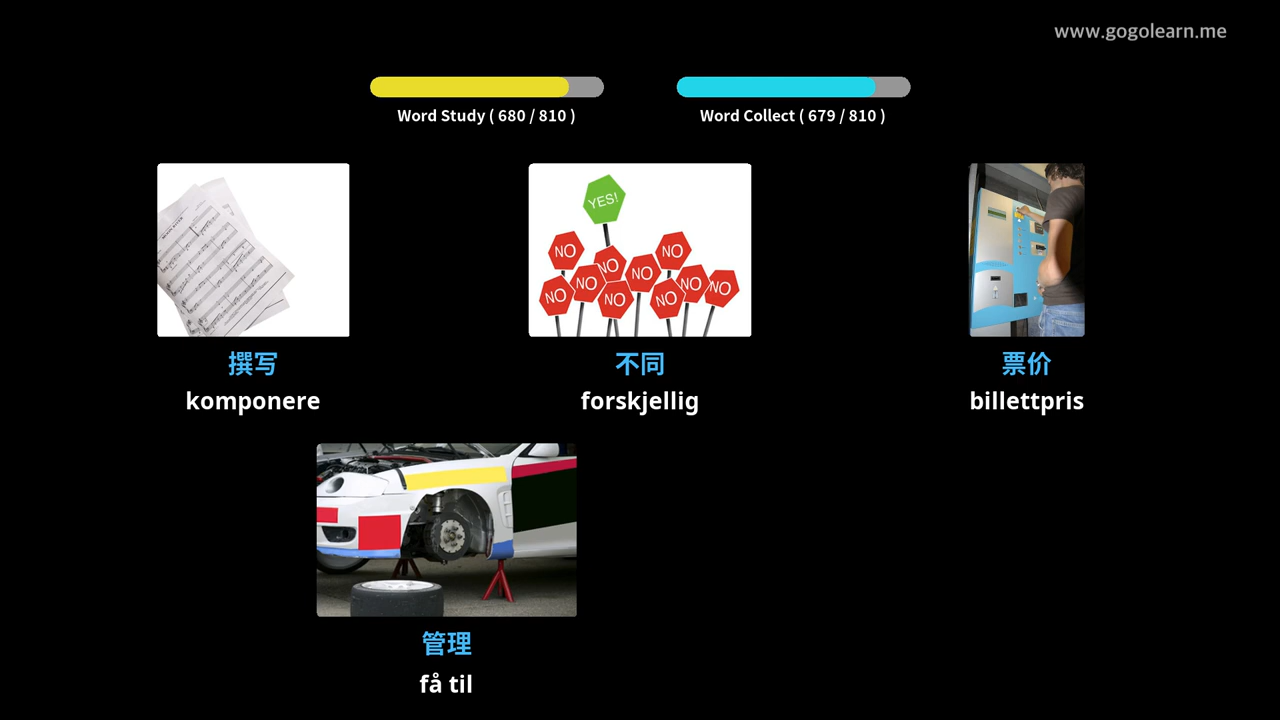 www.gogolearn.me
Word Study ( 680 / 810 )
Word Collect ( 679 / 810 )
YES!
NO
NO
NO
NO
NO
NO
NO
NO
NO
NO
撰写
komponere
不同
forskjellig
票价
billettpris
管理
få til